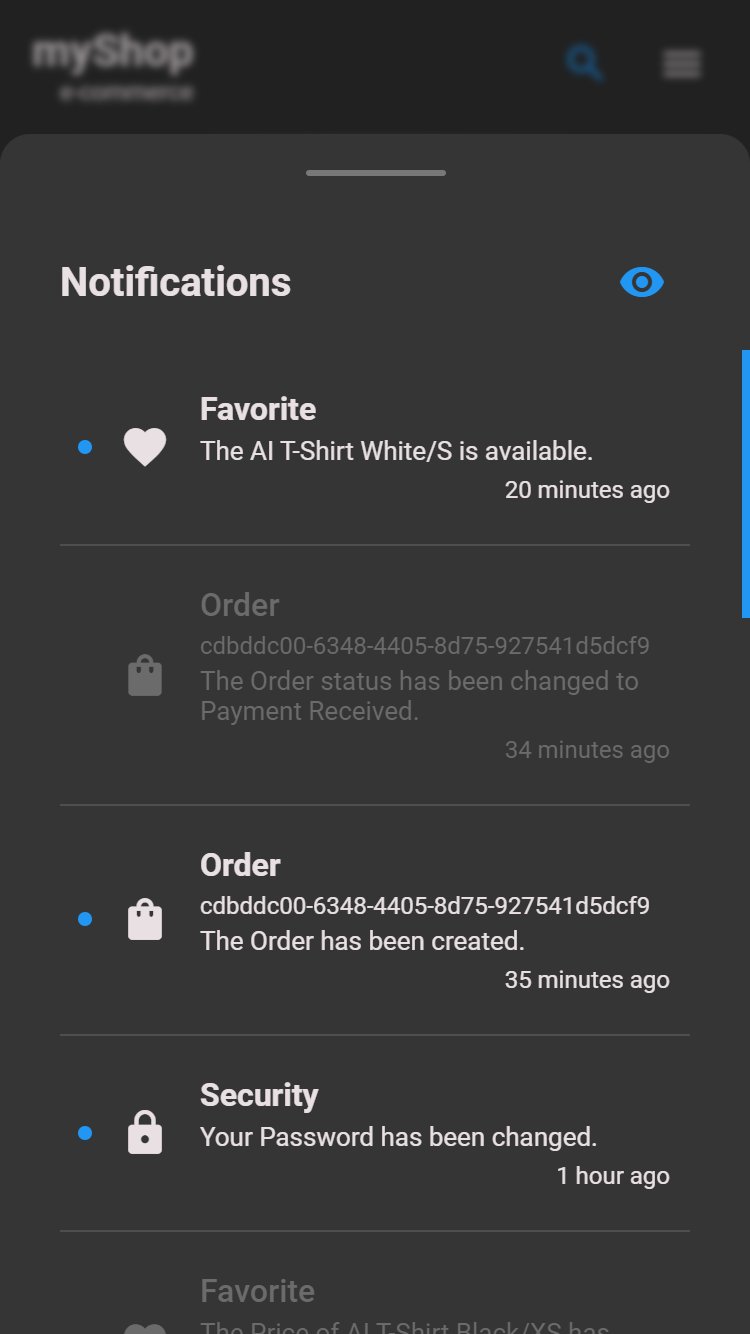 myShop
e-commerce
Notifications
Favorite
The AI T-Shirt White/S is available.
20 minutes ago
Order
cdbddc00-6348-4405-8d75-927541d5dcf9
The Order status has been changed to
Payment Received.
34 minutes ago
Order
cdbddc00-6348-4405-8d75-927541d5dcf9
The Order has been created.
35 minutes ago
Security
Your Password has been changed.
1 hour ago
Favorite
The Price of AI T-Shirt Black/XS has